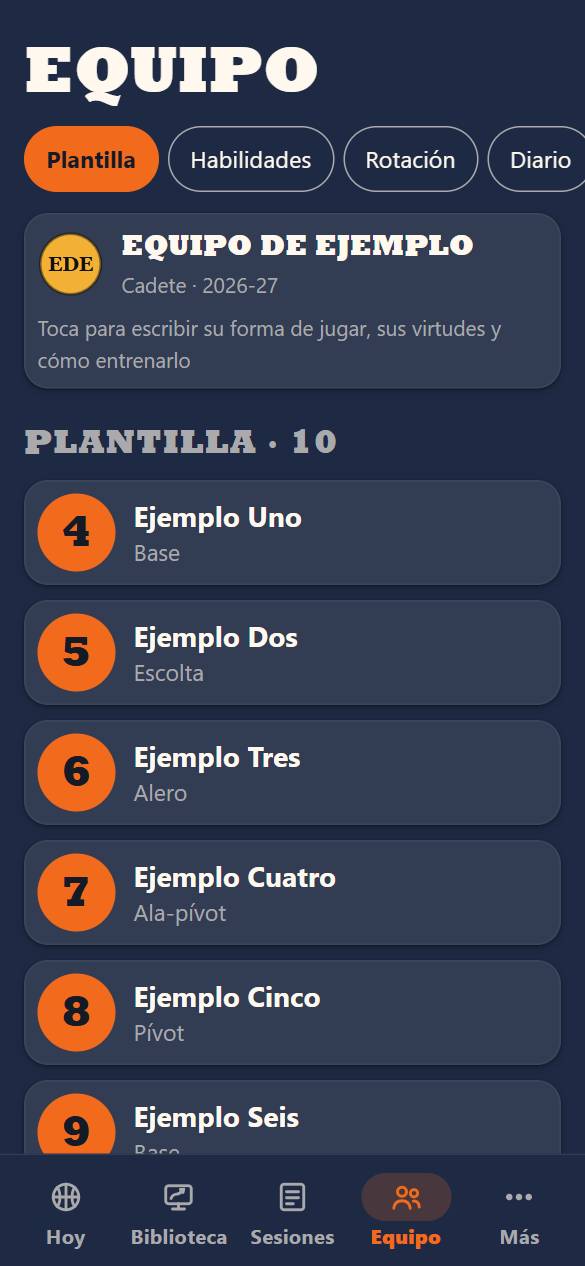 EQUIPO
Plantilla
Habilidades
Rotación
Diario
EDE
EQUIPO DE EJEMPLO
Cadete · 2026-27
Toca para escribir su forma de jugar, sus virtudes y
cómo entrenarlo
PLANTILLA · 10
4
Ejemplo Uno
Base
5
Ejemplo Dos
Escolta
6
Ejemplo Tres
Alero
7
Ejemplo Cuatro
Ala-pívot
8
Ejemplo Cinco
Pívot
9
Ejemplo Seis
Base
Hoy
Biblioteca
Sesiones
Equipo
Más